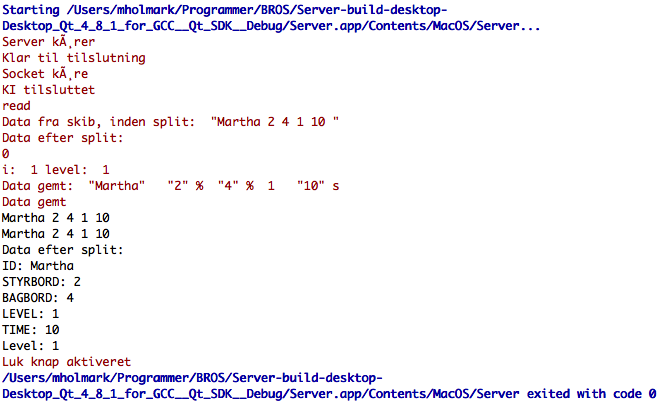 Starting /Users/mholmark/Programmer/BROS/Server-build-desktop-
Desktop_Qt_4_8_1_for_GCC__Qt_SDK__Debug/Server.app/Contents/MacOS/Server...
Server kÃ¸rer
Klar til tilslutning
Socket kÃ¸re
KI tilsluttet
read
Data fra skib, inden split:  "Martha 2 4 1 10 "
Data efter split:
0
i:  1 level:  1
Data gemt:  "Martha"   "2" %  "4" %  1   "10" s
Data gemt
Martha 2 4 1 10
Martha 2 4 1 10
Data efter split:
ID: Martha
STYRBORD: 2
BAGBORD: 4
LEVEL: 1
TIME: 10
Level: 1
Luk knap aktiveret
/Users/mholmark/Programmer/BROS/Server-build-desktop-
Desktop_Qt_4_8_1_for_GCC__Qt_SDK__Debug/Server.app/Contents/MacOS/Server exited with code 0